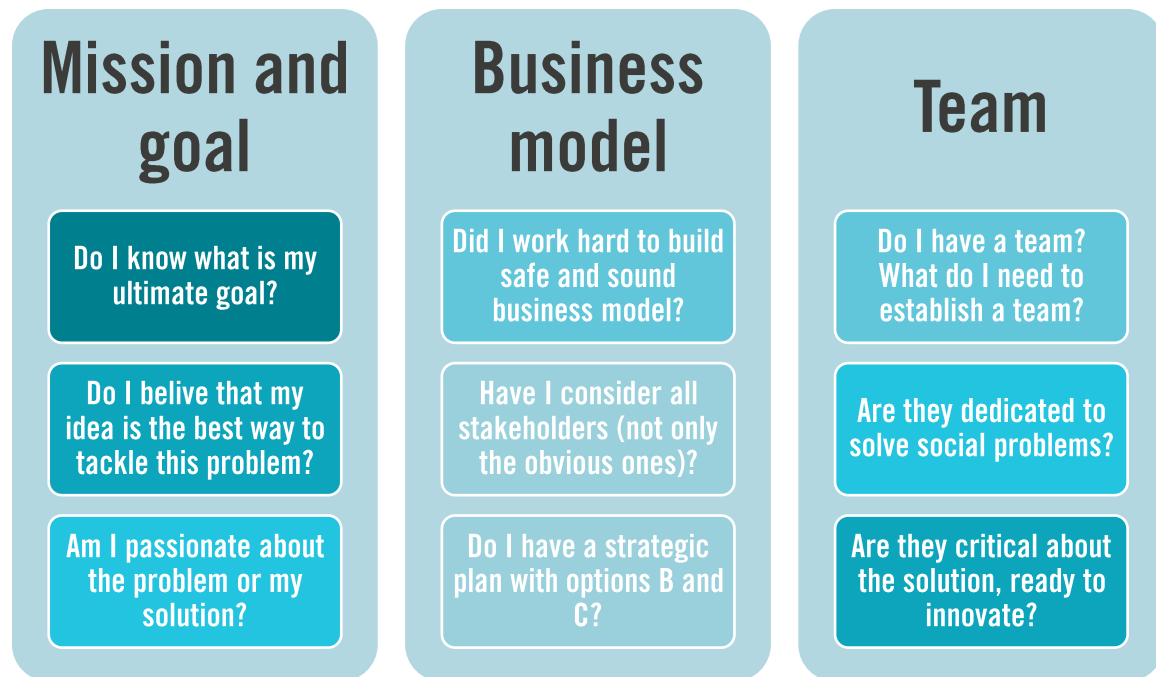 Mission and
goal
Do I know what is my
ultimate goal?
Do I belive that my
idea is the best way to
tackle this problem?
Am I passionate about
the problem or my
solution?
Business
model
Did I work hard to build
safe and sound
business model?
Have I consider all
stakeholders (not only
the obvious ones)?
Do I have a strategic
plan with options B and
C?
Team
Do I have a team?
What do I need to
establish a team?
Are they dedicated to
solve social problems?
Are they critical about
the solution, ready to
innovate?